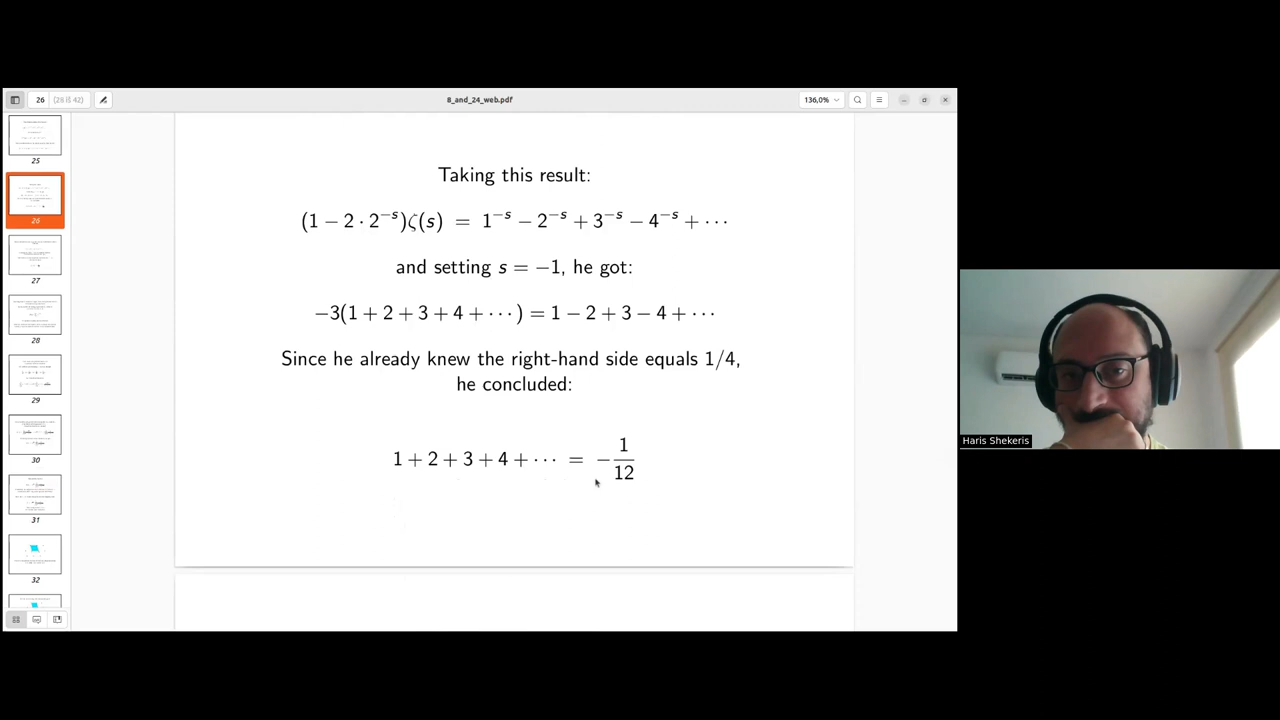 26 (28 iš 42)
8_and_24_web.pdf
136,0%
25
26
27
28
29
30
31
32
Taking this result:
(1 − 2 · 2^{−s})ζ(s) = 1^{−s} − 2^{−s} + 3^{−s} − 4^{−s} + ⋯
and setting s = −1, he got:
−3(1 + 2 + 3 + 4 + ⋯) = 1 − 2 + 3 − 4 + ⋯
Since he already knew the right-hand side equals 1/4,
he concluded:
1 + 2 + 3 + 4 + ⋯ = −1/12
Haris Shekeris